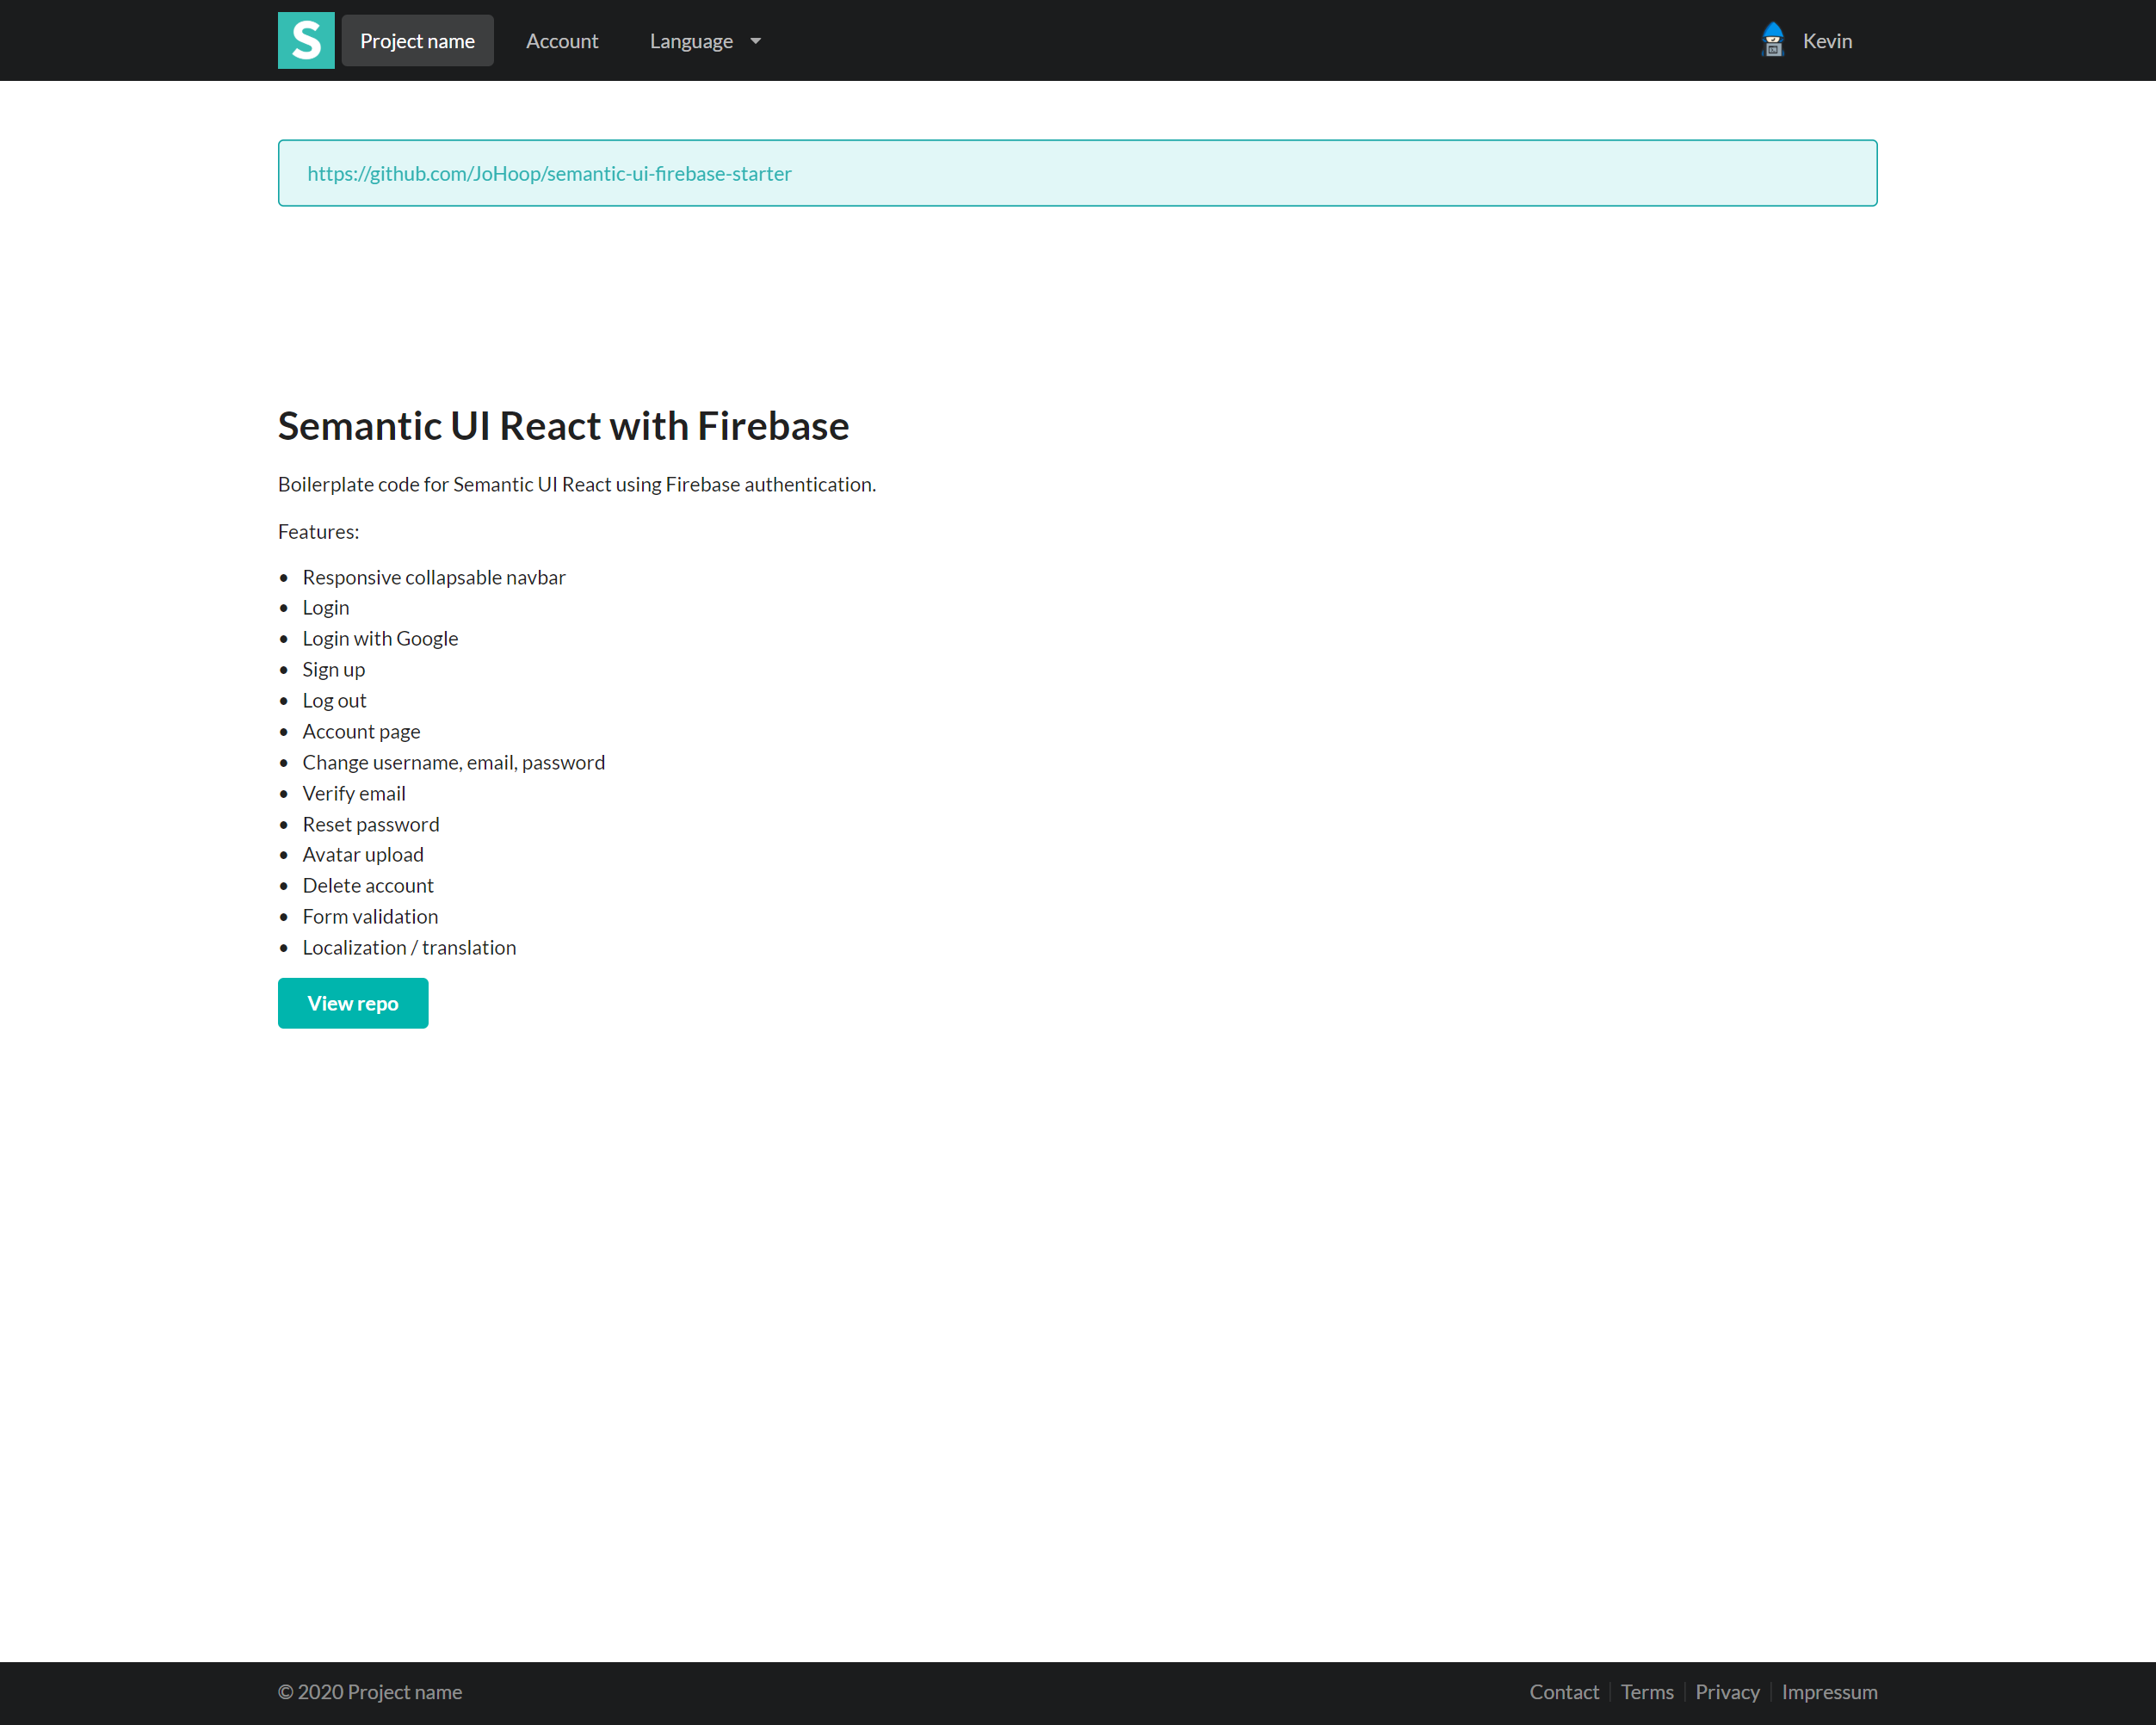 S Project name Account Language Kevin
https://github.com/JoHoop/semantic-ui-firebase-starter
Semantic UI React with Firebase
Boilerplate code for Semantic UI React using Firebase authentication.
Features:
• Responsive collapsable navbar
• Login
• Login with Google
• Sign up
• Log out
• Account page
• Change username, email, password
• Verify email
• Reset password
• Avatar upload
• Delete account
• Form validation
• Localization / translation
View repo
© 2020 Project name Contact Terms Privacy Impressum